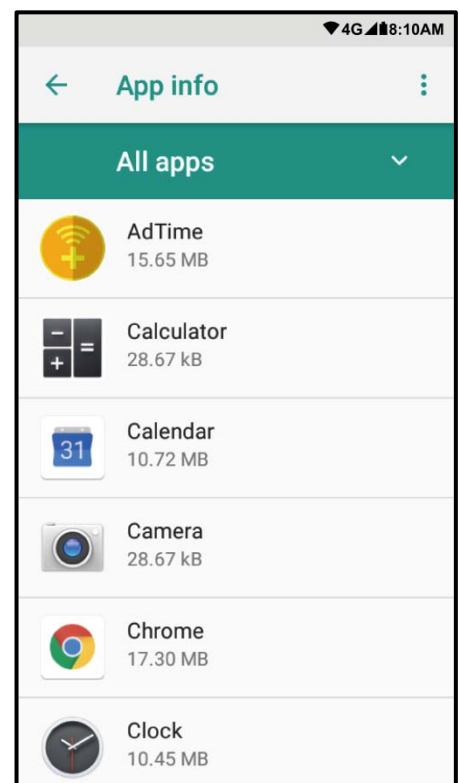 4G 8:10AM
App info
All apps
AdTime
15.65 MB
Calculator
28.67 kB
31
Calendar
10.72 MB
Camera
28.67 kB
Chrome
17.30 MB
Clock
10.45 MB